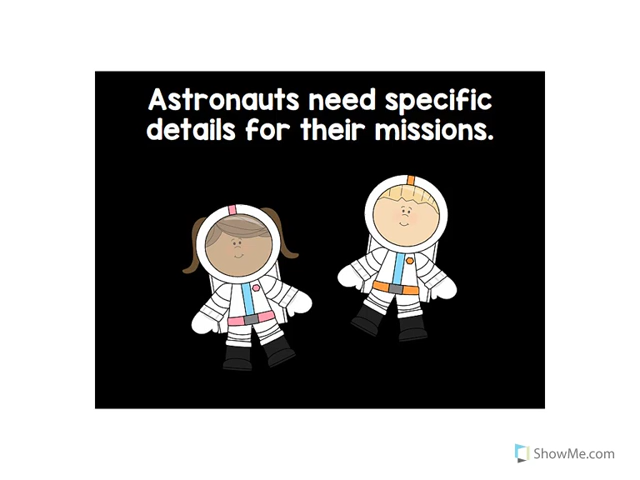 Astronauts need specific
details for their missions.
ShowMe.com